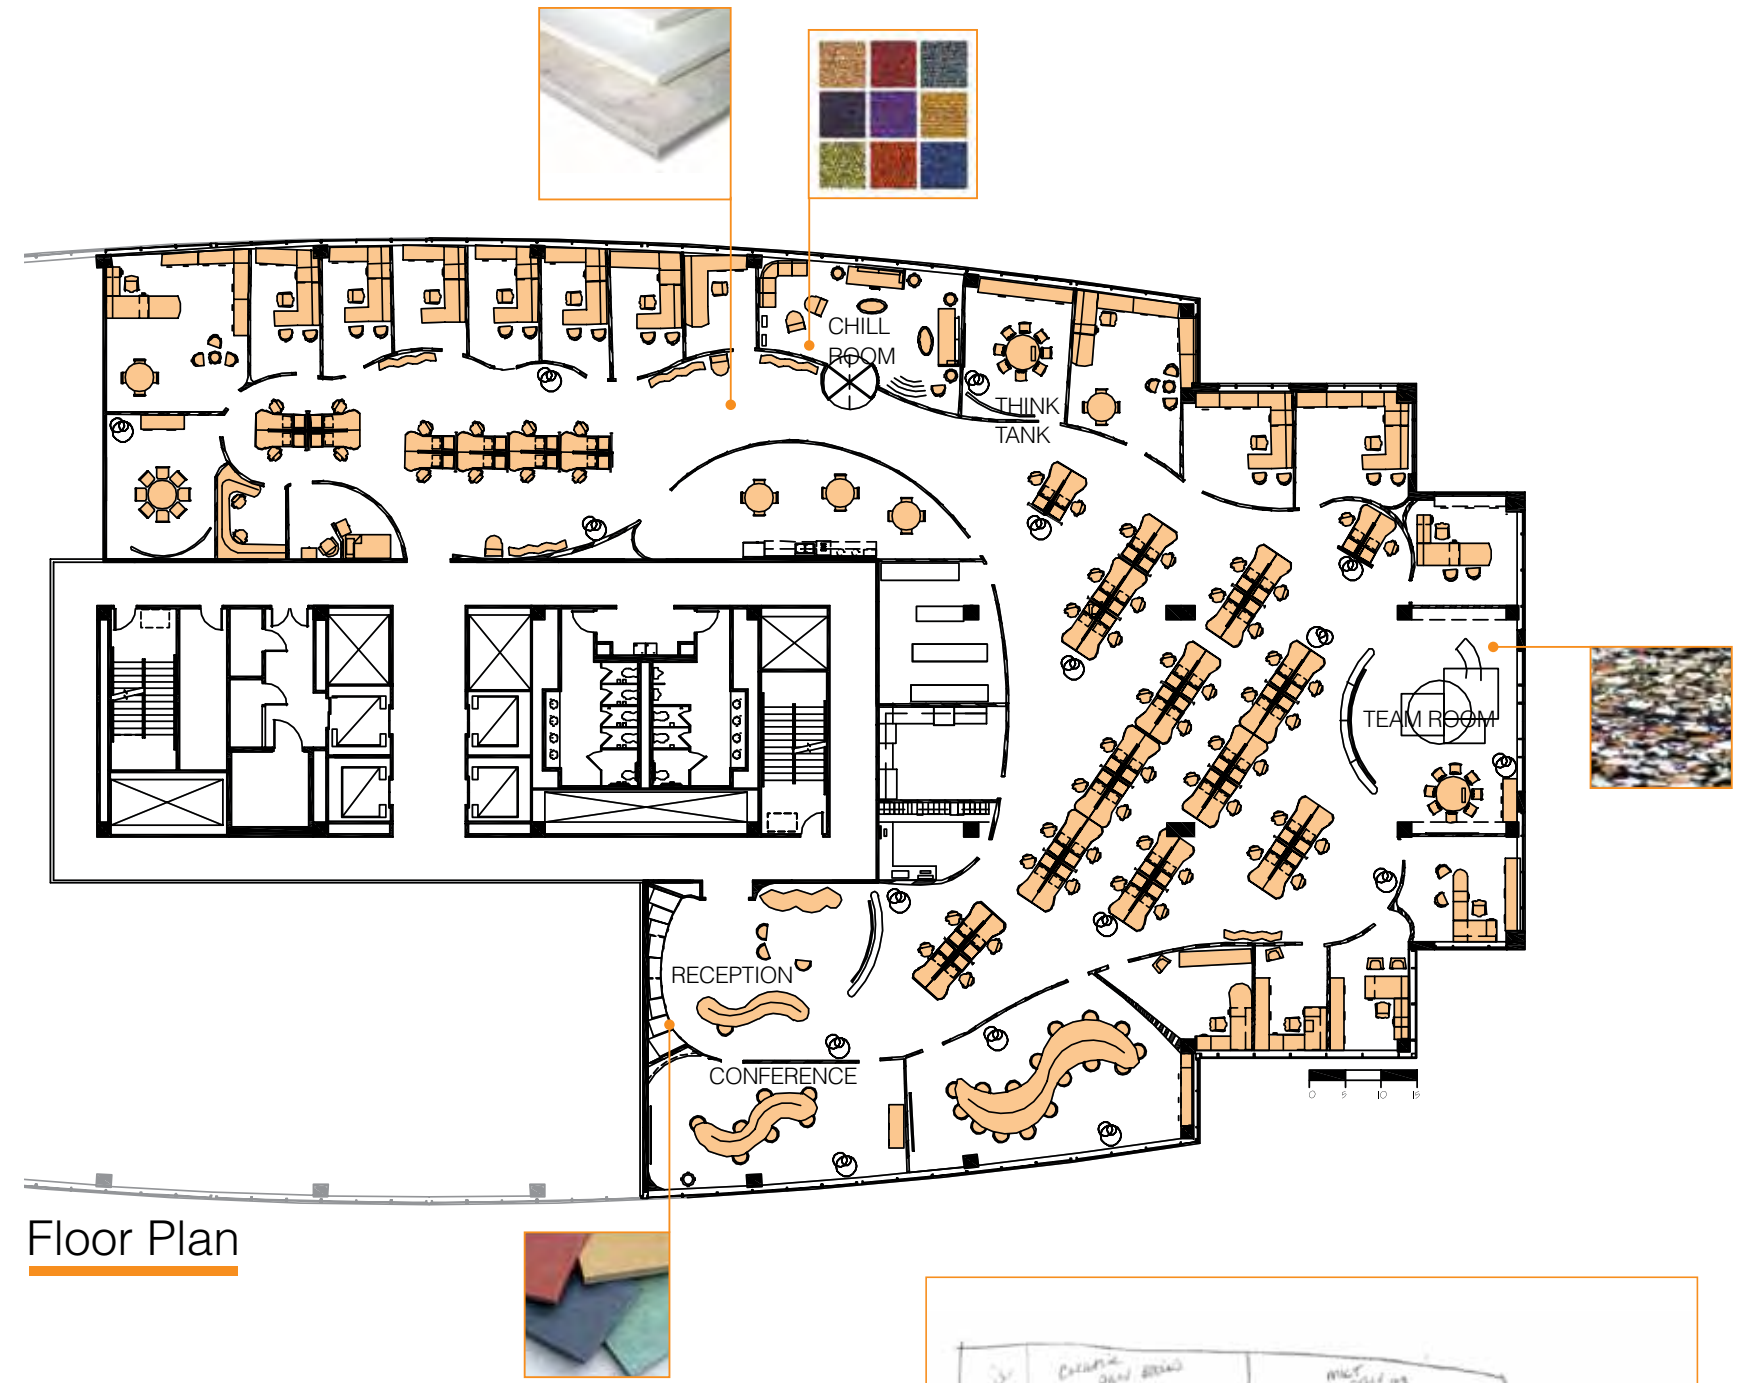 CHILL
ROOM
THINK
TANK
TEAM ROOM
RECEPTION
CONFERENCE
0 5 10 15
Floor Plan